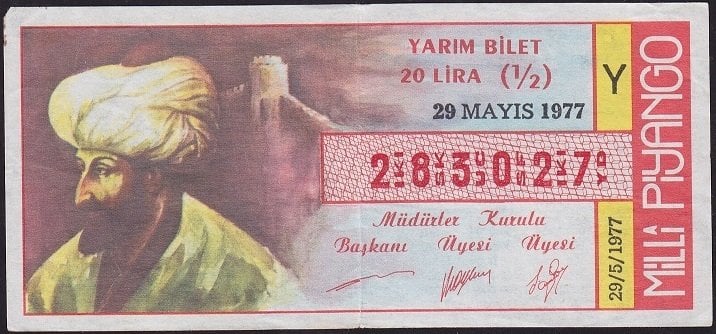 YARIM BİLET
20 LİRA (1/2)
29 MAYIS 1977
2 8 3 0 2 7
Müdürler Kurulu
Başkanı Üyesi Üyesi
Y
29/5/1977
MİLLÎ PİYANGO